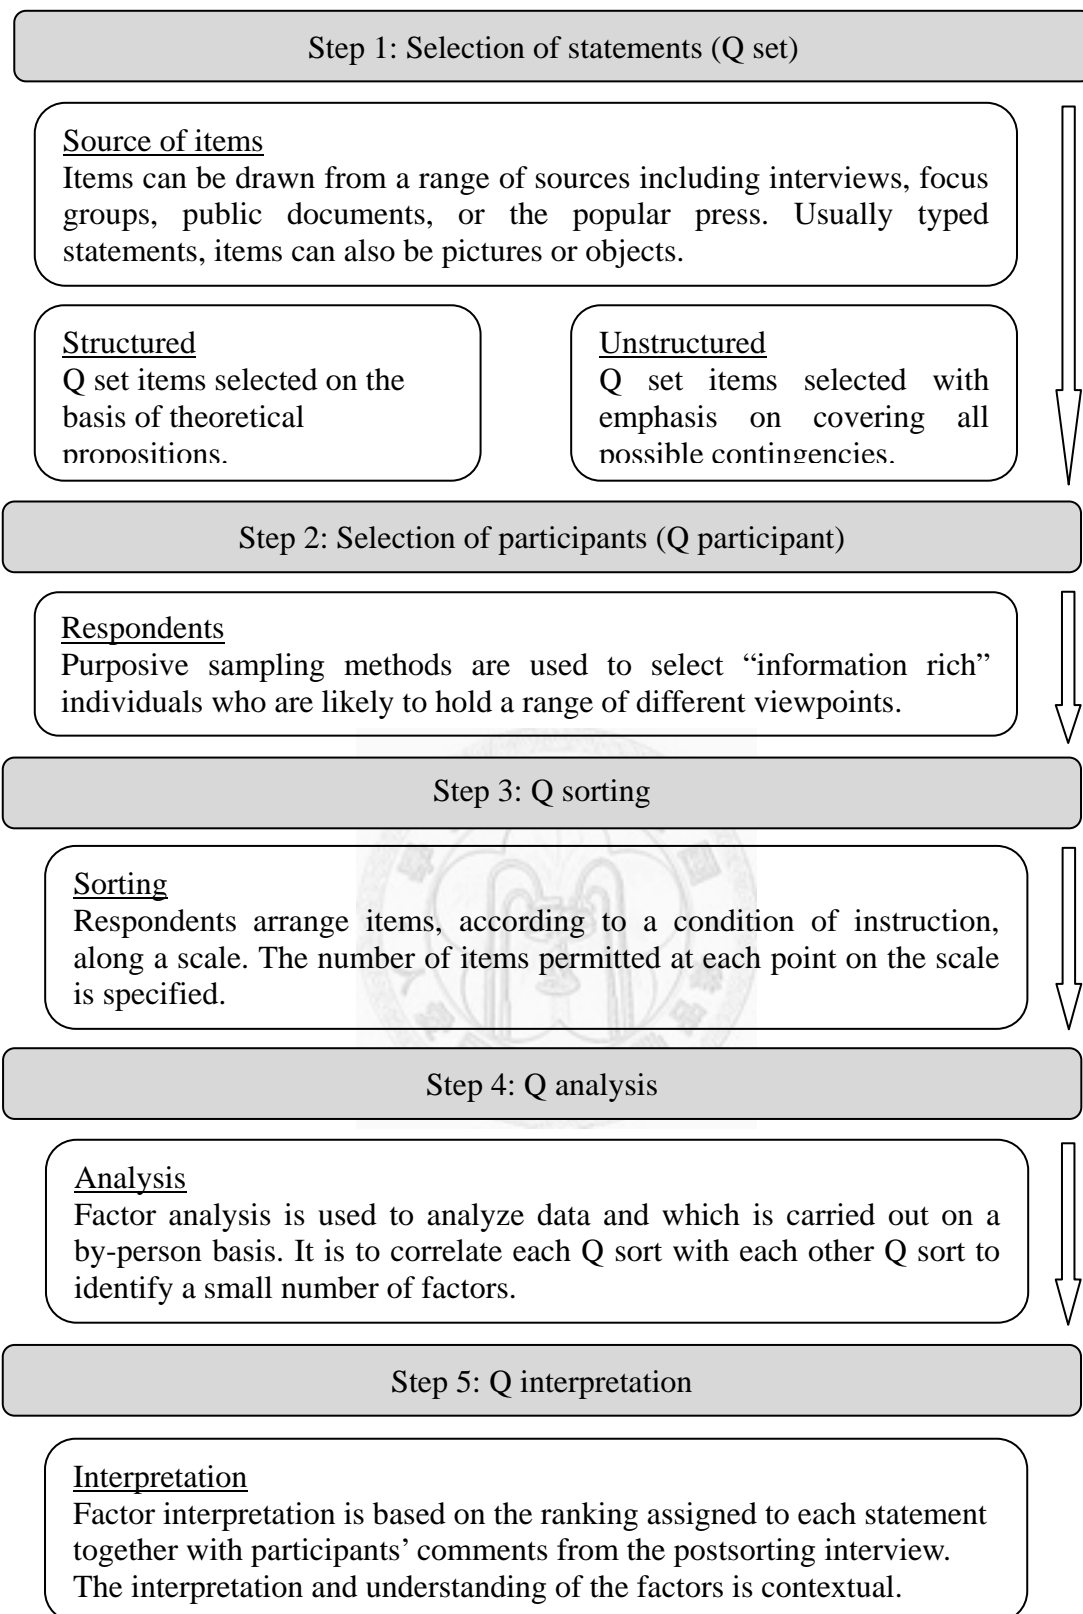 Step 1: Selection of statements (Q set)
Source of items
Items can be drawn from a range of sources including interviews, focus
groups, public documents, or the popular press. Usually typed
statements, items can also be pictures or objects.
Structured
Q set items selected on the
basis of theoretical
propositions.
Unstructured
Q set items selected with
emphasis on covering all
possible contingencies.
Step 2: Selection of participants (Q participant)
Respondents
Purposive sampling methods are used to select “information rich”
individuals who are likely to hold a range of different viewpoints.
Step 3: Q sorting
Sorting
Respondents arrange items, according to a condition of instruction,
along a scale. The number of items permitted at each point on the scale
is specified.
Step 4: Q analysis
Analysis
Factor analysis is used to analyze data and which is carried out on a
by-person basis. It is to correlate each Q sort with each other Q sort to
identify a small number of factors.
Step 5: Q interpretation
Interpretation
Factor interpretation is based on the ranking assigned to each statement
together with participants’ comments from the postsorting interview.
The interpretation and understanding of the factors is contextual.